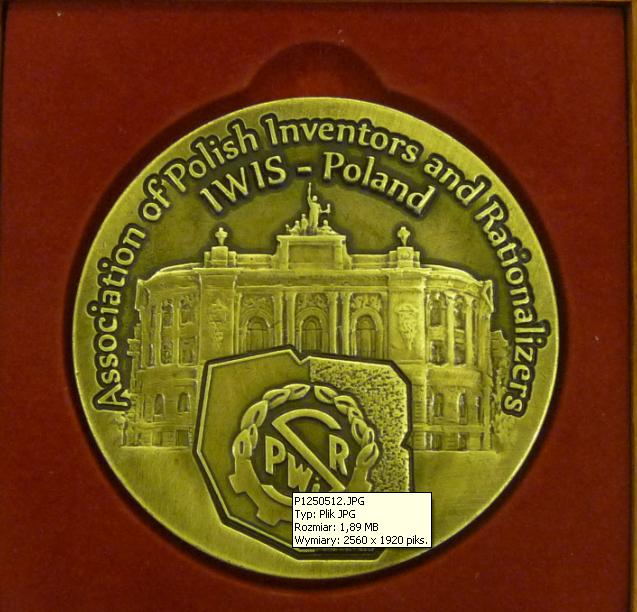 Association of Polish Inventors and Rationalizers
IWIS - Poland
S
PWiR
P1250512.JPG
Typ: Plik JPG
Rozmiar: 1,89 MB
Wymiary: 2560 x 1920 piks.